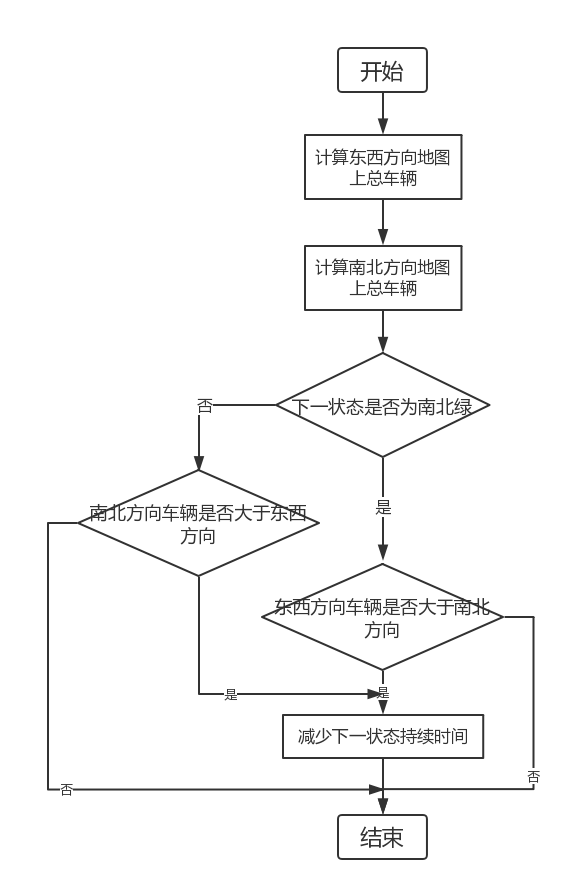 开始
计算东西方向地图
上总车辆
计算南北方向地图
上总车辆
下一状态是否为南北绿
否
是
南北方向车辆是否大于东西
方向
东西方向车辆是否大于南北
方向
是
是
减少下一状态持续时间
否
否
结束